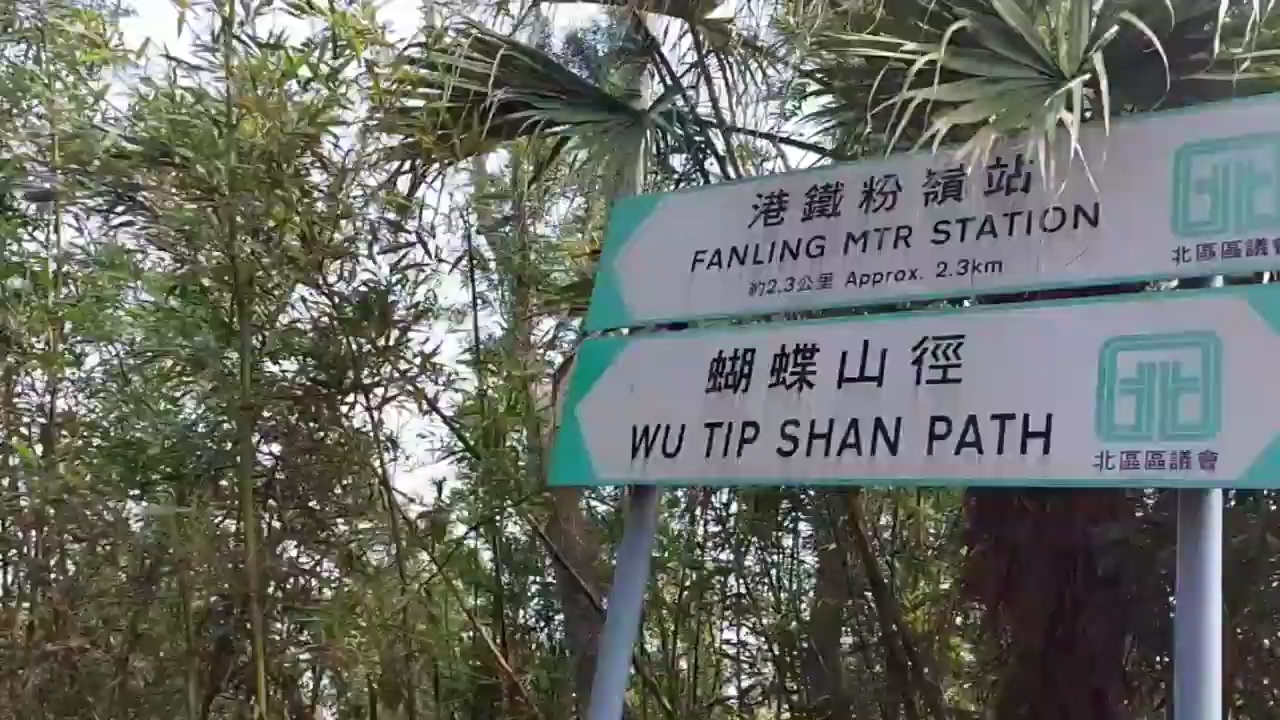 港鐵粉嶺站
FANLING MTR STATION
約2.3公里 Approx. 2.3km
北區區議會
蝴蝶山徑
WU TIP SHAN PATH
北區區議會